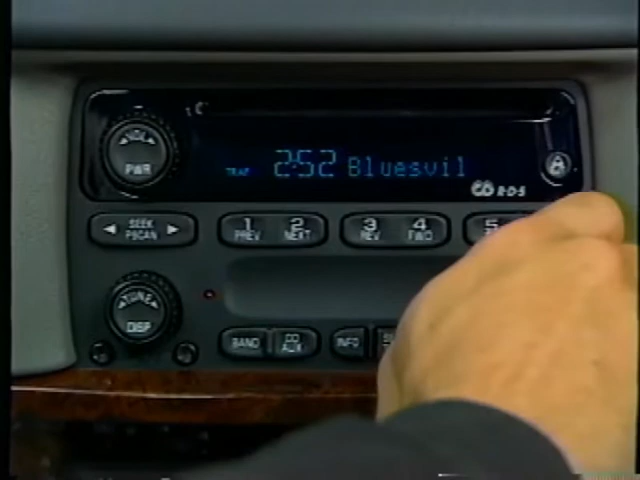 VOL
PWR
TRAF 2:52 Bluesvil
RDS
SEEK
PSCAN
1 2 3 4 5
PREV NEXT REV FWD
TUNE
DISP
BAND CD AUX INFO